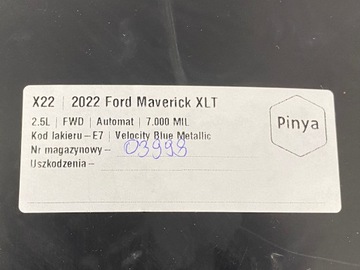 X22 | 2022 Ford Maverick XLT
2.5L | FWD | Automat | 7.000 MIL
Kod lakieru – E7 | Velocity Blue Metallic
Nr magazynowy – 03998
Uszkodzenia –
Pinya